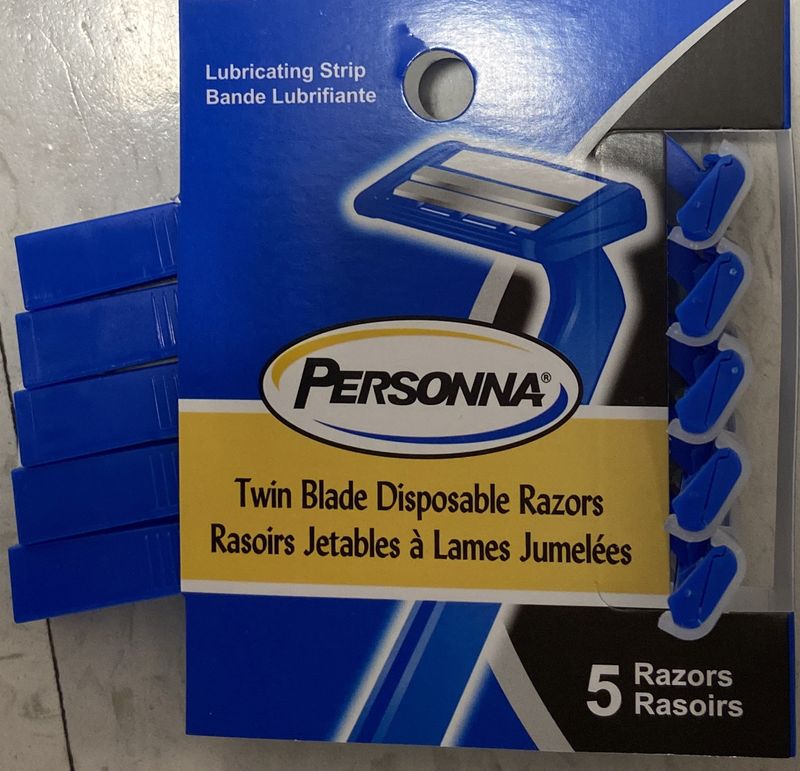 Lubricating Strip
Bande Lubrifiante
PERSONNA®
Twin Blade Disposable Razors
Rasoirs Jetables à Lames Jumelées
5 Razors
Rasoirs